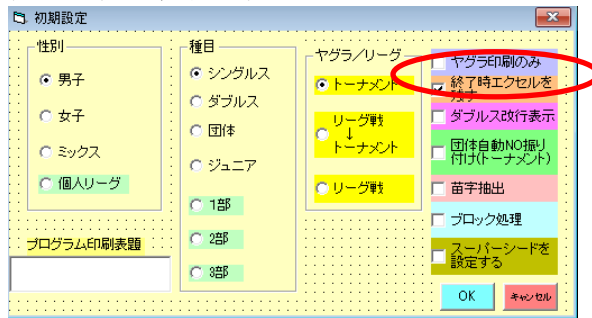 初期設定
性別
男子
女子
ミックス
個人リーグ
プログラム印刷表題
種目
シングルス
ダブルス
団体
ジュニア
1部
2部
3部
ヤグラ/リーグ
トーナメント
リーグ戦
↓
トーナメント
リーグ戦
ヤグラ印刷のみ
終了時エクセルを
残す
ダブルス改行表示
団体自動NO振り
付け(トーナメント)
苗字抽出
ブロック処理
スーパーシードを
設定する
OK
キャンセル